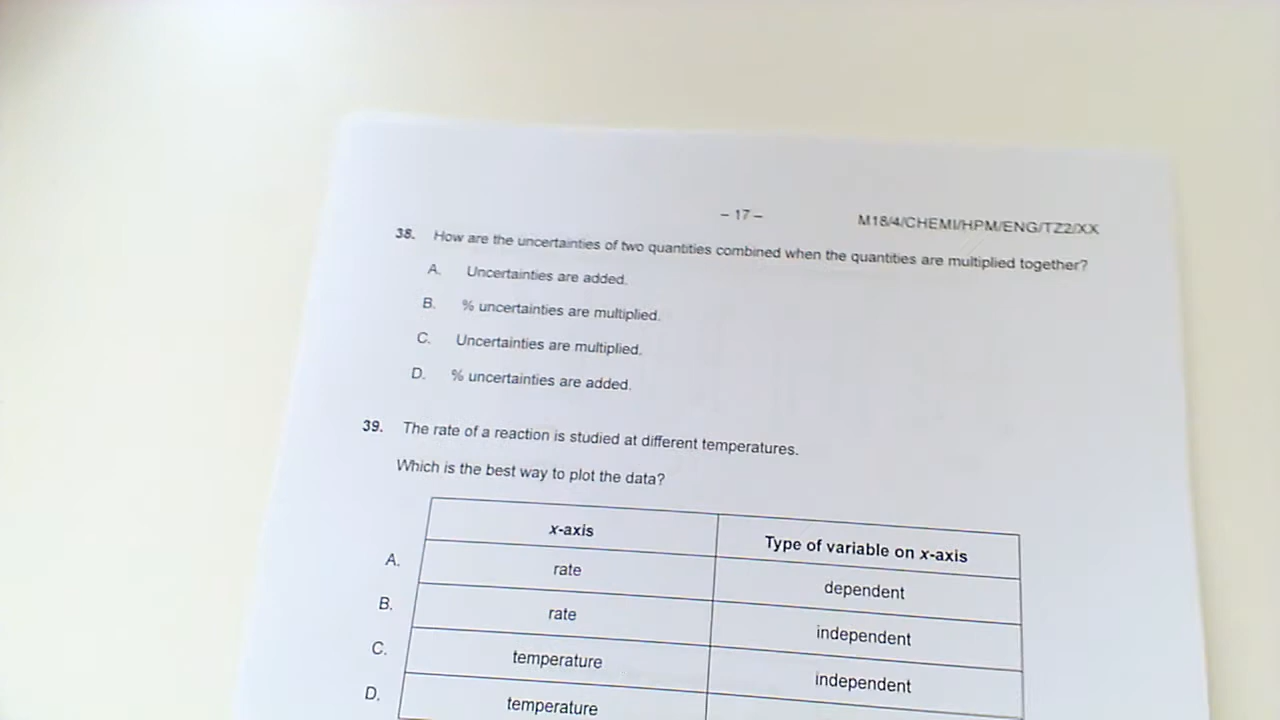 – 17 –
M18/4/CHEMI/HPM/ENG/TZ2/XX
38. How are the uncertainties of two quantities combined when the quantities are multiplied together?
A. Uncertainties are added.
B. % uncertainties are multiplied.
C. Uncertainties are multiplied.
D. % uncertainties are added.
39. The rate of a reaction is studied at different temperatures.
Which is the best way to plot the data?
x-axis Type of variable on x-axis
A. rate dependent
B. rate independent
C. temperature independent
D. temperature